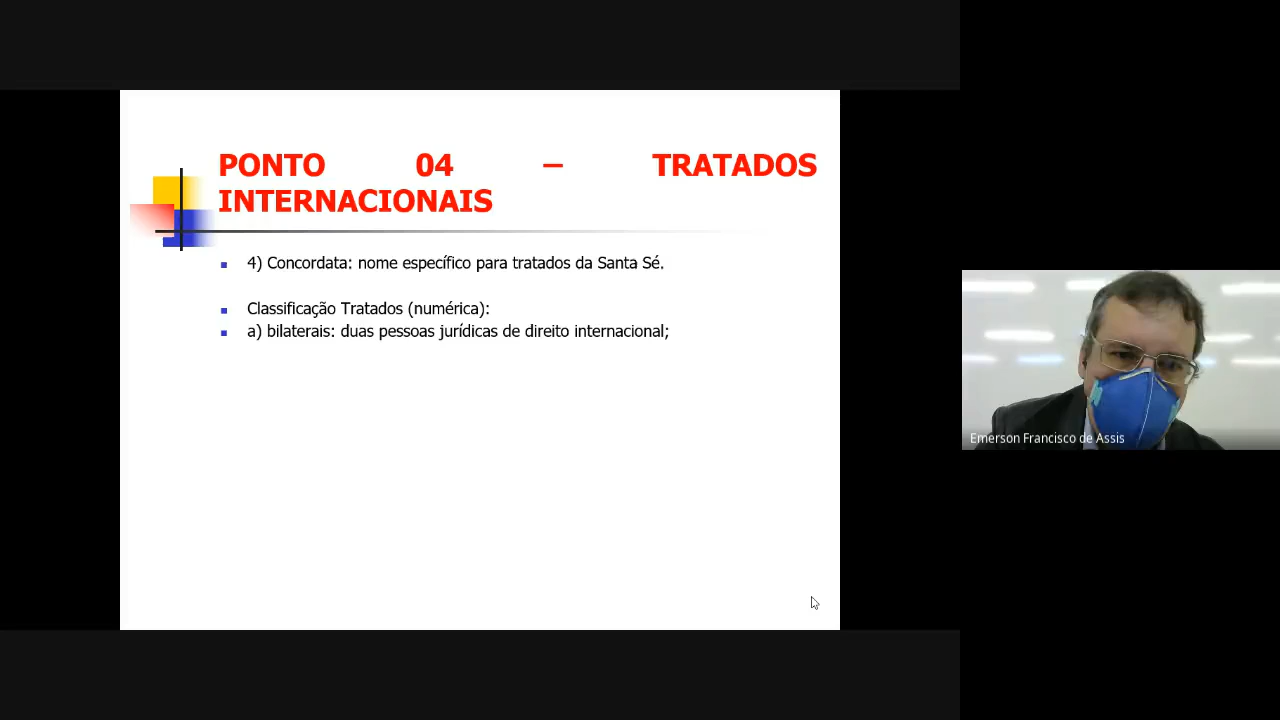 PONTO 04 – TRATADOS
INTERNACIONAIS
4) Concordata: nome específico para tratados da Santa Sé.
Classificação Tratados (numérica):
a) bilaterais: duas pessoas jurídicas de direito internacional;
Emerson Francisco de Assis